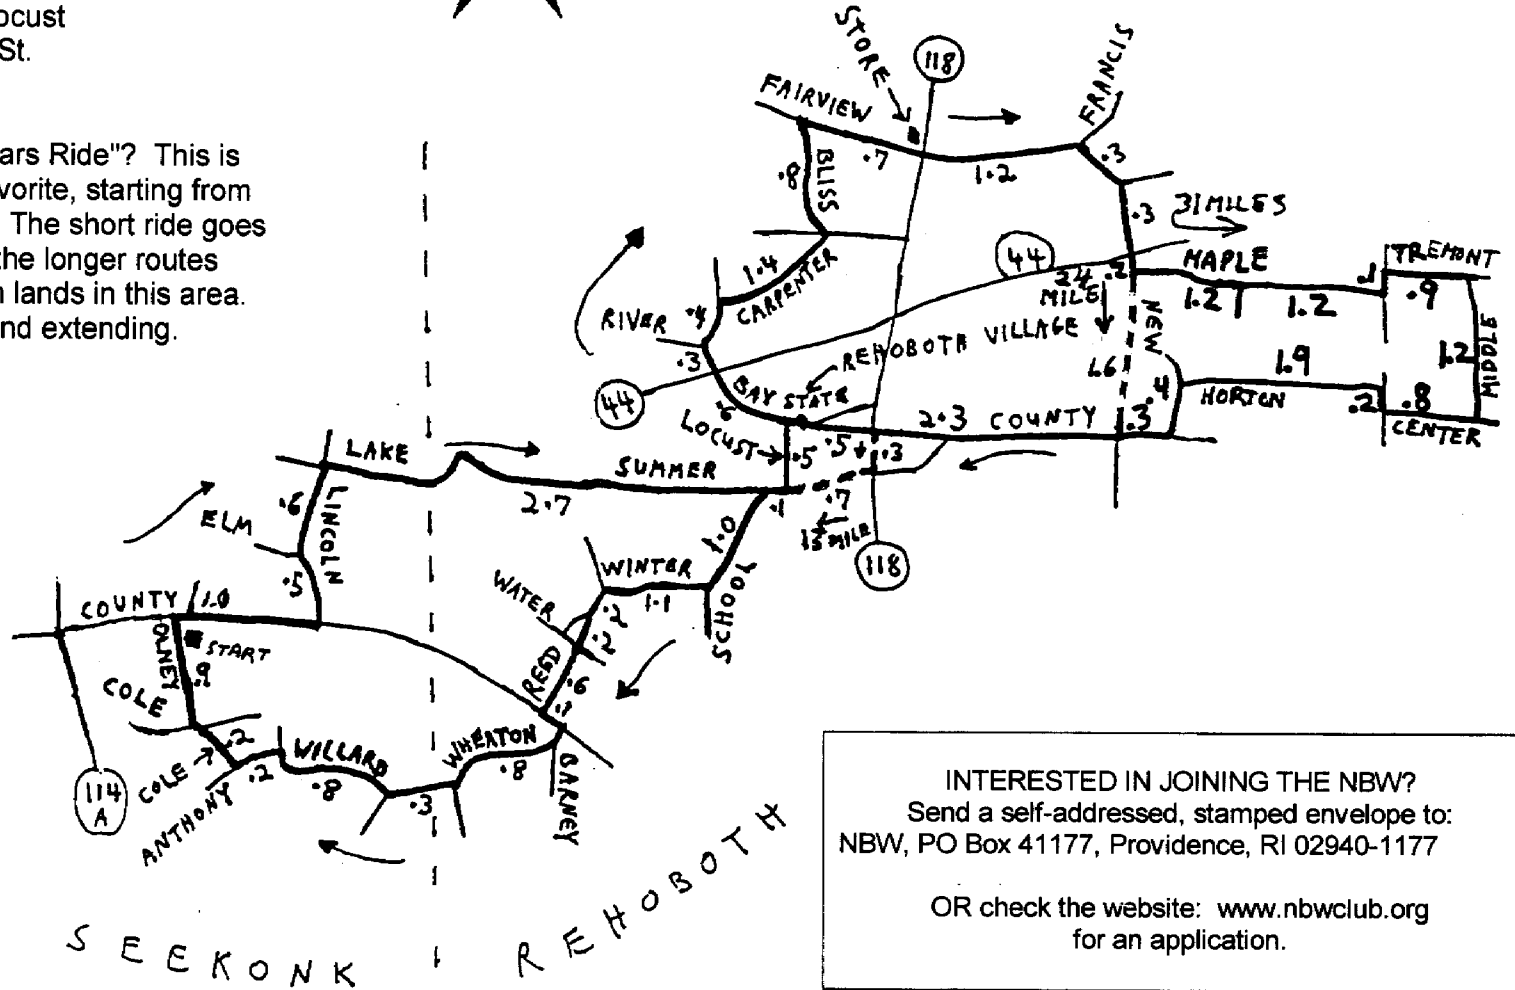 ocust
St.
ars Ride"? This is
vorite, starting from
The short ride goes
he longer routes
n lands in this area.
nd extending.
STORE
118
FRANCIS
FAIRVIEW
.7
1.2
.3
.8
BLISS
.3
31 MILES
44
24
MILE
.2
MAPLE
1.2
1.2
.1
TREMONT
.9
1.4
CARPENTER
RIVER
.4
.3
REHOBOTH VILLAGE
NEW
1.6
.4
1.9
HORTON
.2
1.2
MIDDLE
.8
CENTER
44
BAY STATE
.6
LOCUST
.5
.5
2.3
COUNTY
.3
.3
LAKE
SUMMER
2.7
.1
.7
15 MILE
118
.6
LINCOLN
ELM
.5
1.0
WINTER
1.1
SCHOOL
WATER
.2
.2
REED
.6
.1
COUNTY
1.0
OLNEY
START
.9
COLE
.2
COLE
ANTHONY
.2
WILLARD
.8
.3
WHEATON
.8
BARNEY
114
A
SEEKONK
REHOBOTH
INTERESTED IN JOINING THE NBW?
Send a self-addressed, stamped envelope to:
NBW, PO Box 41177, Providence, RI 02940-1177
OR check the website: www.nbwclub.org
for an application.